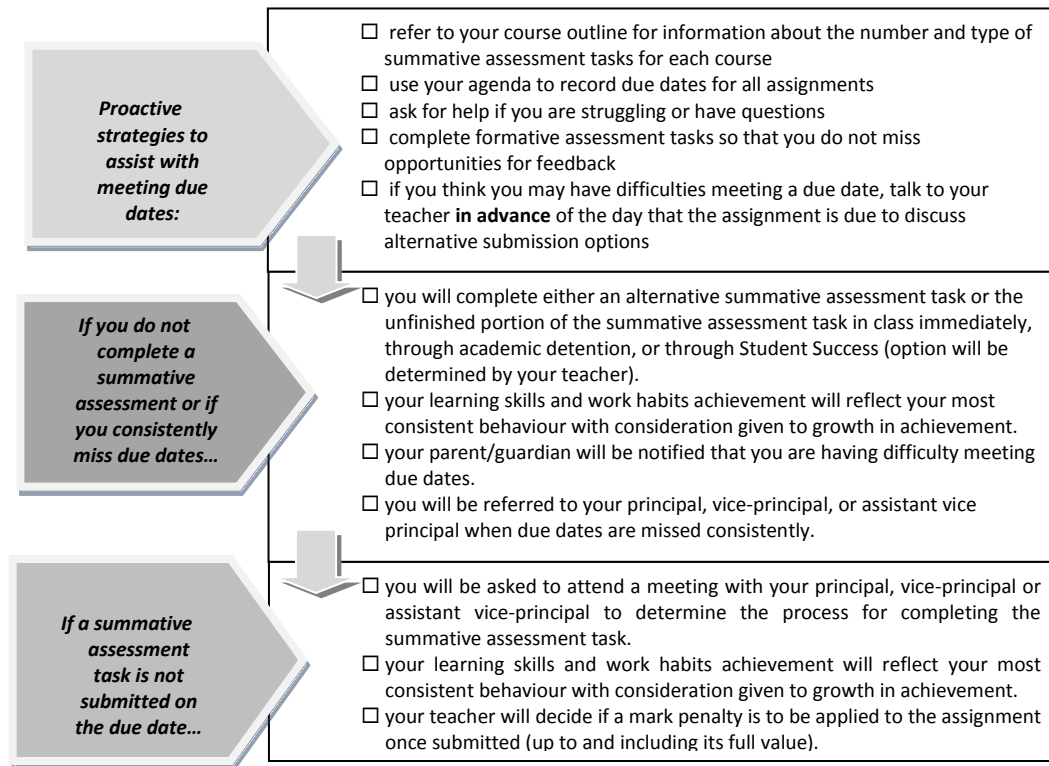 Proactive
strategies to
assist with
meeting due
dates:
☐ refer to your course outline for information about the number and type of
summative assessment tasks for each course
☐ use your agenda to record due dates for all assignments
☐ ask for help if you are struggling or have questions
☐ complete formative assessment tasks so that you do not miss
opportunities for feedback
☐ if you think you may have difficulties meeting a due date, talk to your
teacher in advance of the day that the assignment is due to discuss
alternative submission options
If you do not
complete a
summative
assessment or if
you consistently
miss due dates…
☐ you will complete either an alternative summative assessment task or the
unfinished portion of the summative assessment task in class immediately,
through academic detention, or through Student Success (option will be
determined by your teacher).
☐ your learning skills and work habits achievement will reflect your most
consistent behaviour with consideration given to growth in achievement.
☐ your parent/guardian will be notified that you are having difficulty meeting
due dates.
☐ you will be referred to your principal, vice-principal, or assistant vice
principal when due dates are missed consistently.
If a summative
assessment
task is not
submitted on
the due date…
☐ you will be asked to attend a meeting with your principal, vice-principal or
assistant vice-principal to determine the process for completing the
summative assessment task.
☐ your learning skills and work habits achievement will reflect your most
consistent behaviour with consideration given to growth in achievement.
☐ your teacher will decide if a mark penalty is to be applied to the assignment
once submitted (up to and including its full value).